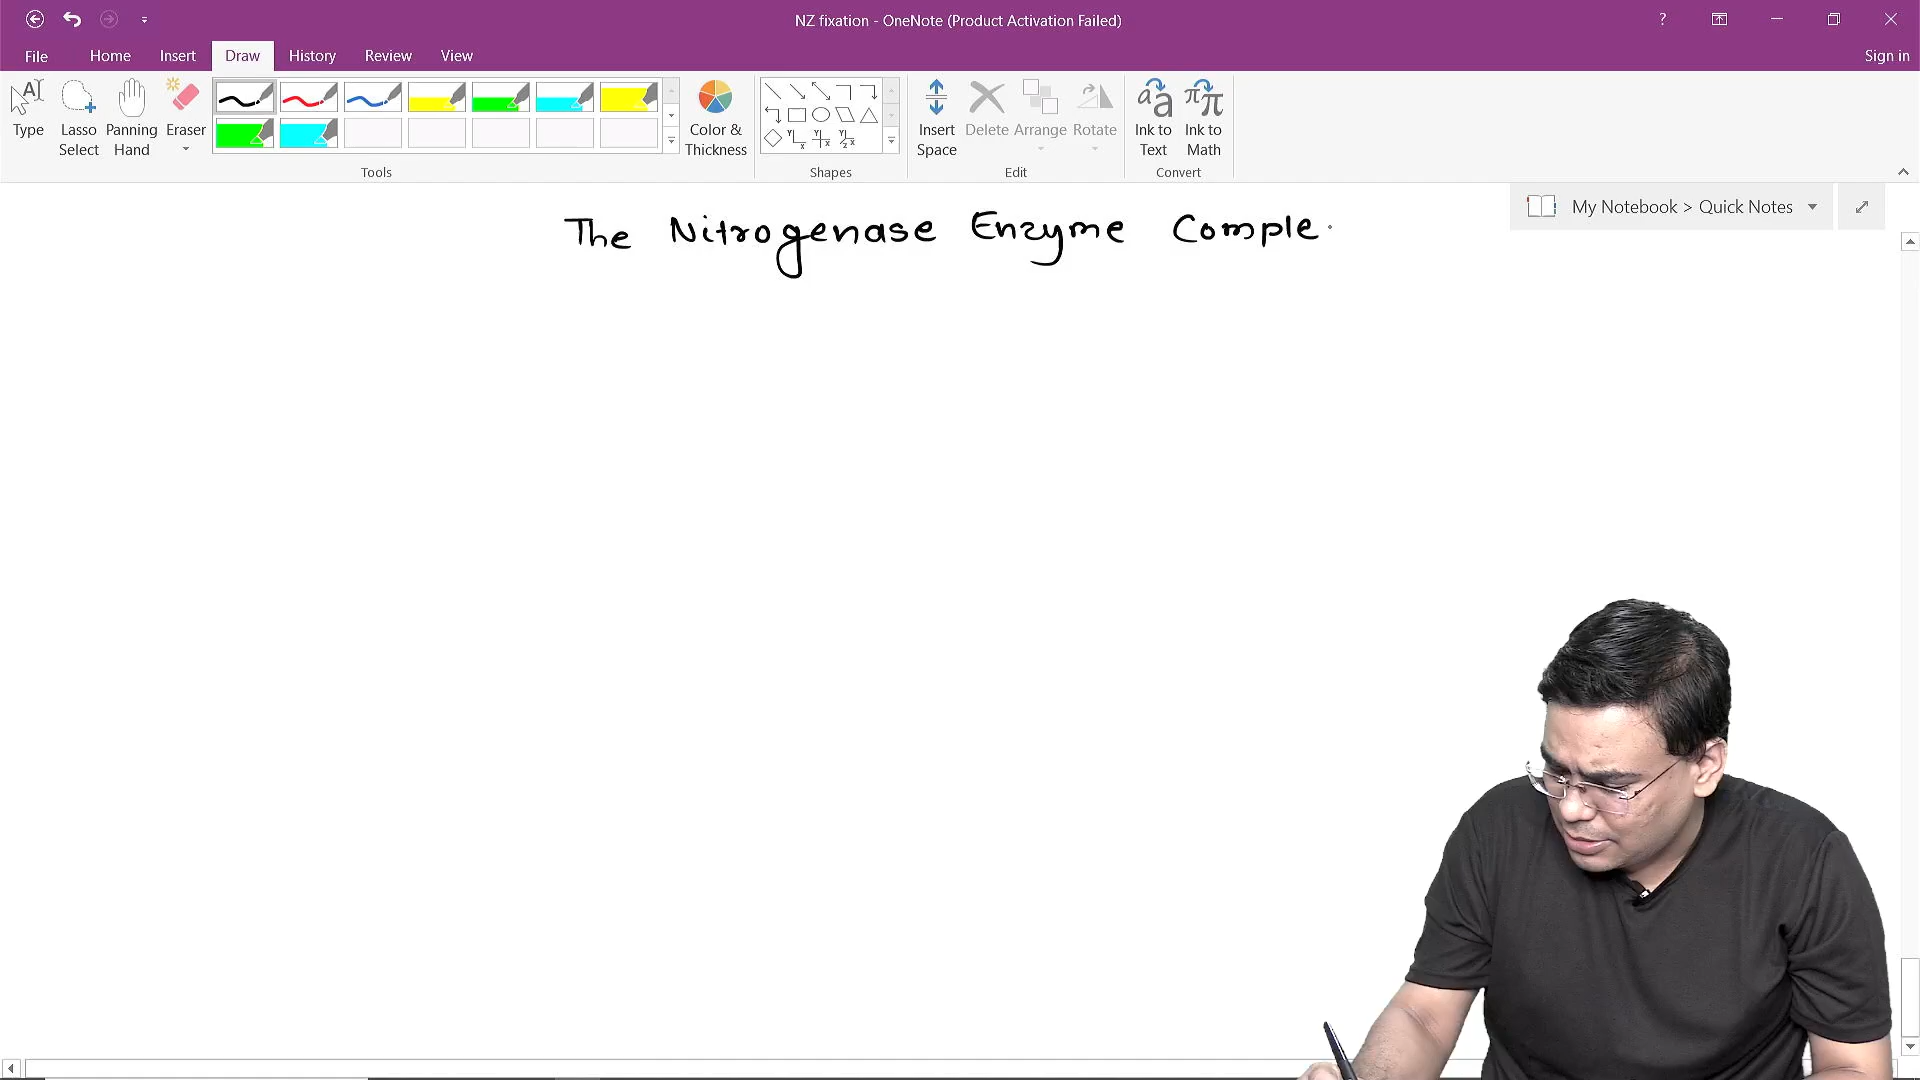 NZ fixation - OneNote (Product Activation Failed)
?
File Home Insert Draw History Review View
Sign in
Type
Lasso Select
Panning Hand
Eraser
Color & Thickness
Insert Space
Delete
Arrange
Rotate
Ink to Text
Ink to Math
Tools
Shapes
Edit
Convert
My Notebook > Quick Notes
The Nitrogenase Enzyme Comple